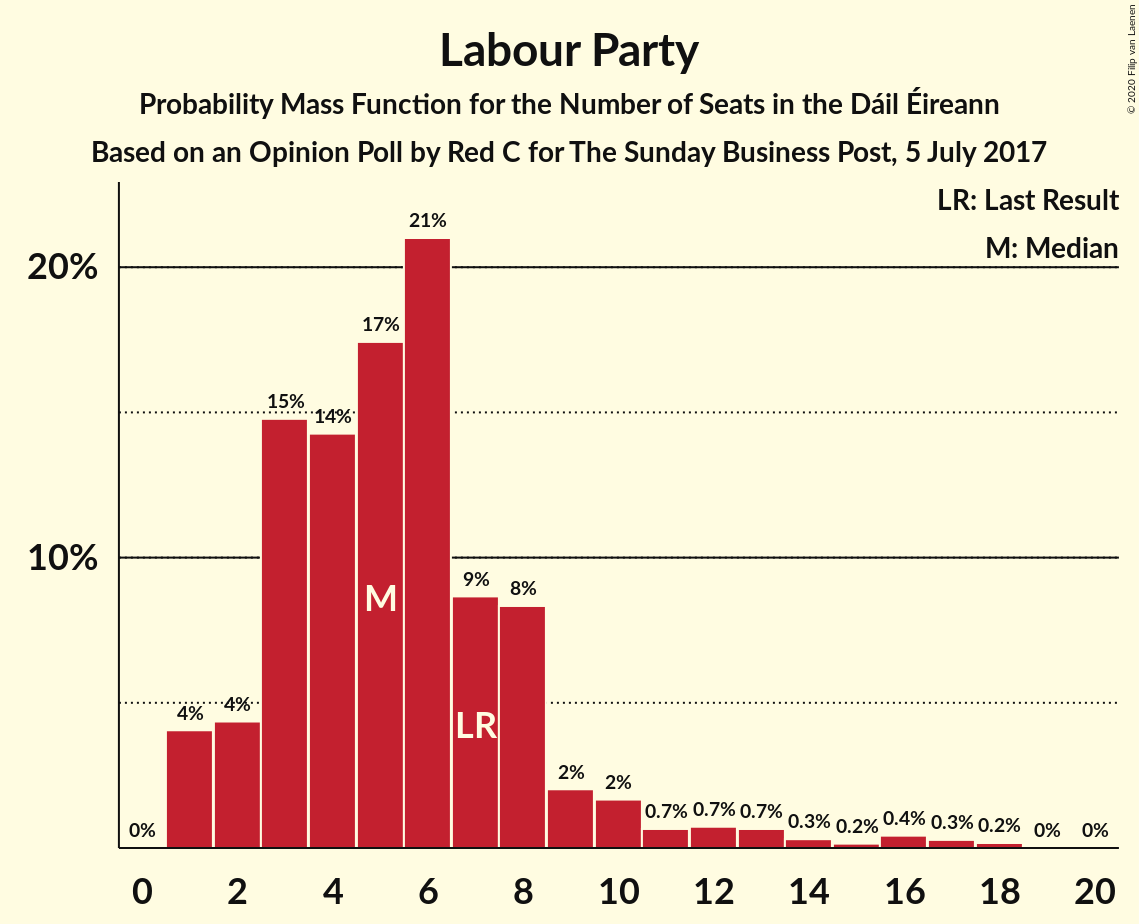 Labour Party
Probability Mass Function for the Number of Seats in the Dáil Éireann
Based on an Opinion Poll by Red C for The Sunday Business Post, 5 July 2017
© 2020 Filip van Laenen
LR: Last Result
M: Median
20%
10%
0%
4%
4%
15%
14%
17%
21%
9%
8%
2%
2%
0.7%
0.7%
0.7%
0.3%
0.2%
0.4%
0.3%
0.2%
0%
0%
M
LR
0 2 4 6 8 10 12 14 16 18 20